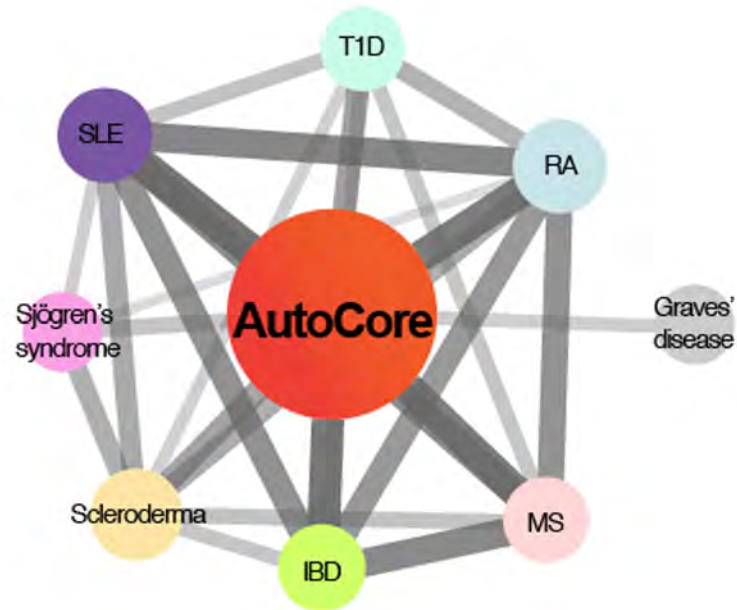 T1D
SLE
RA
Sjögren's
syndrome
AutoCore
Graves'
disease
Scleroderma
MS
IBD